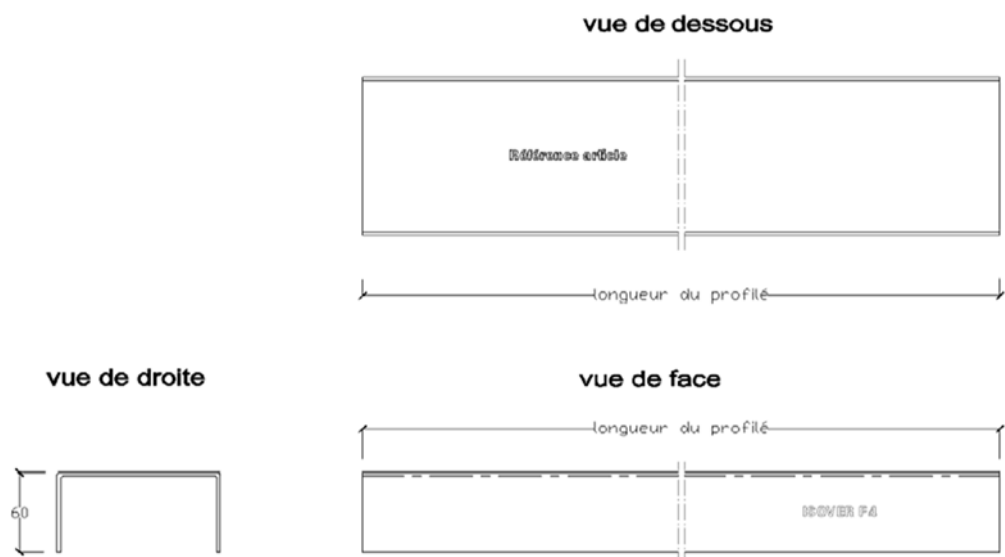 vue de dessous
Référence article
longueur du profilé
vue de droite
vue de face
longueur du profilé
60
ISOVER F4